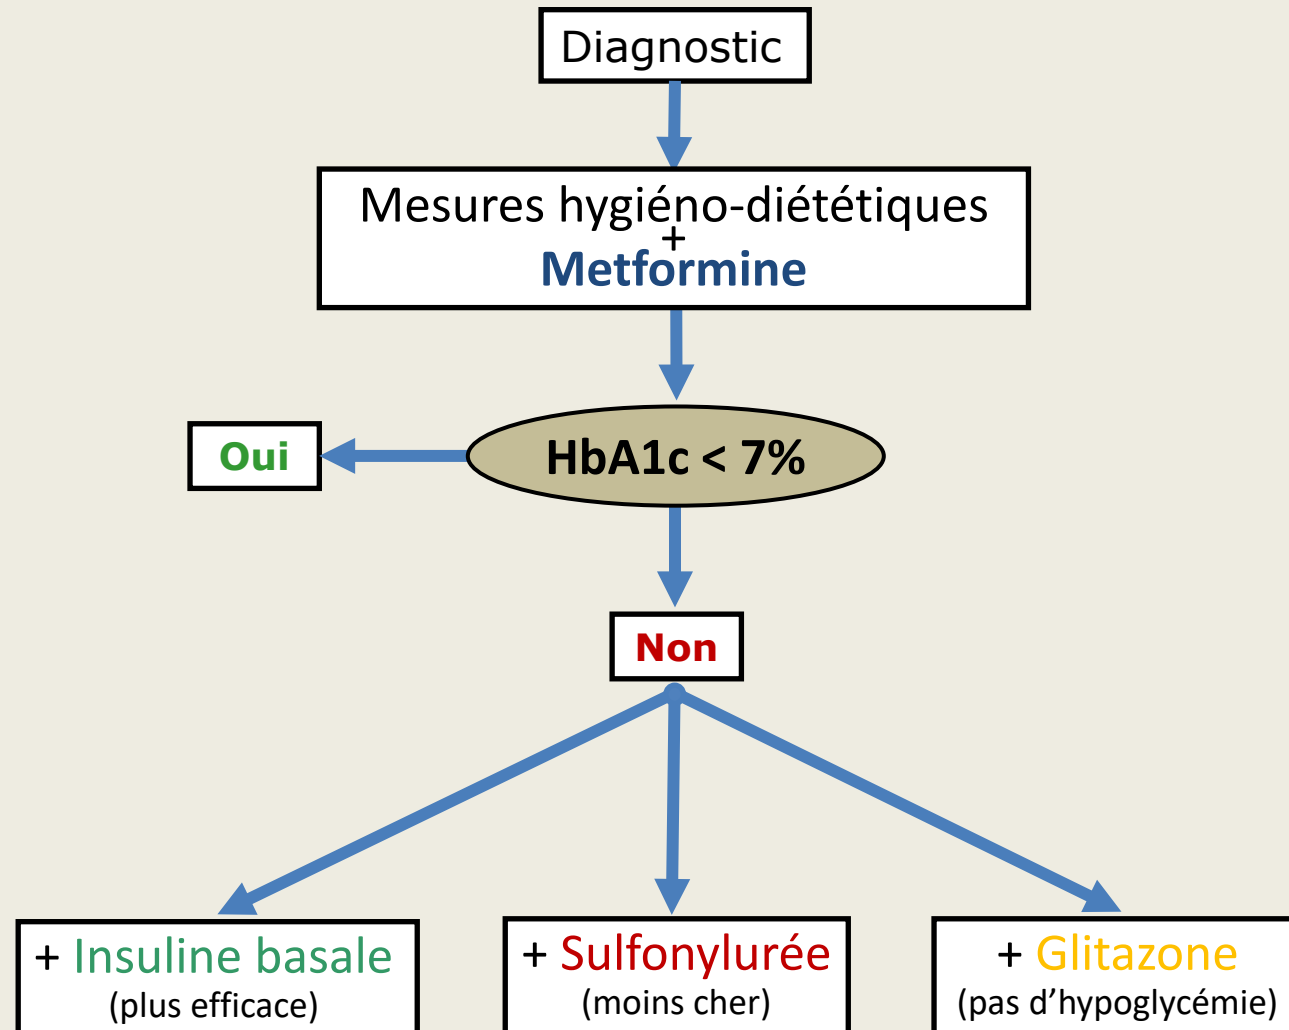 Diagnostic
Mesures hygiéno-diététiques
+
Metformine
HbA1c < 7%
Oui
Non
+ Insuline basale
(plus efficace)
+ Sulfonylurée
(moins cher)
+ Glitazone
(pas d’hypoglycémie)